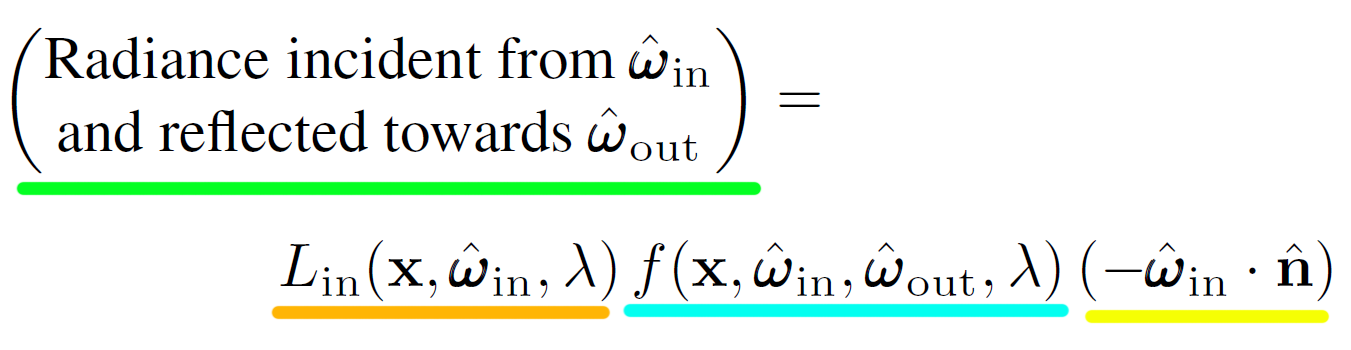 (Radiance incident from ω̂_in
and reflected towards ω̂_out) =
L_in(x, ω̂_in, λ) f(x, ω̂_in, ω̂_out, λ) (−ω̂_in · n̂)